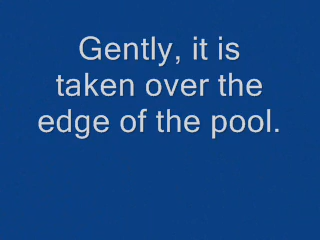 Gently, it is
taken over the
edge of the pool.